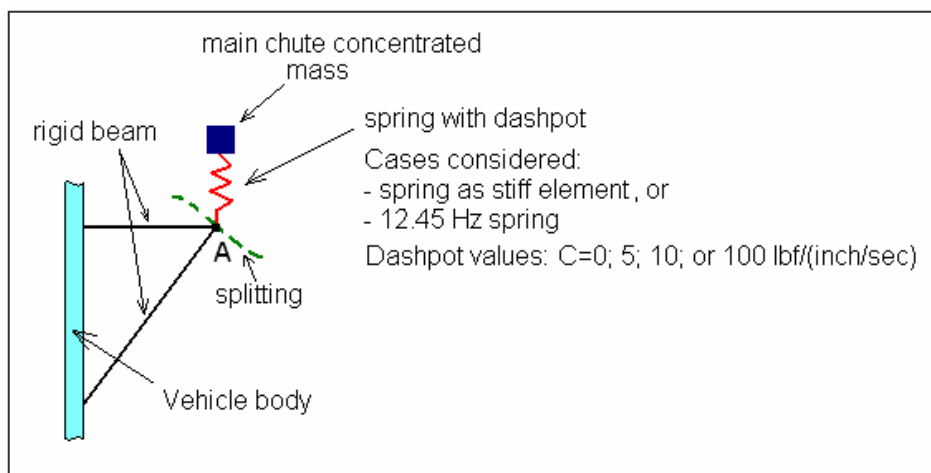 main chute concentrated
mass
rigid beam
spring with dashpot
Cases considered:
- spring as stiff element, or
- 12.45 Hz spring
Dashpot values: C=0; 5; 10; or 100 lbf/(inch/sec)
A
splitting
Vehicle body